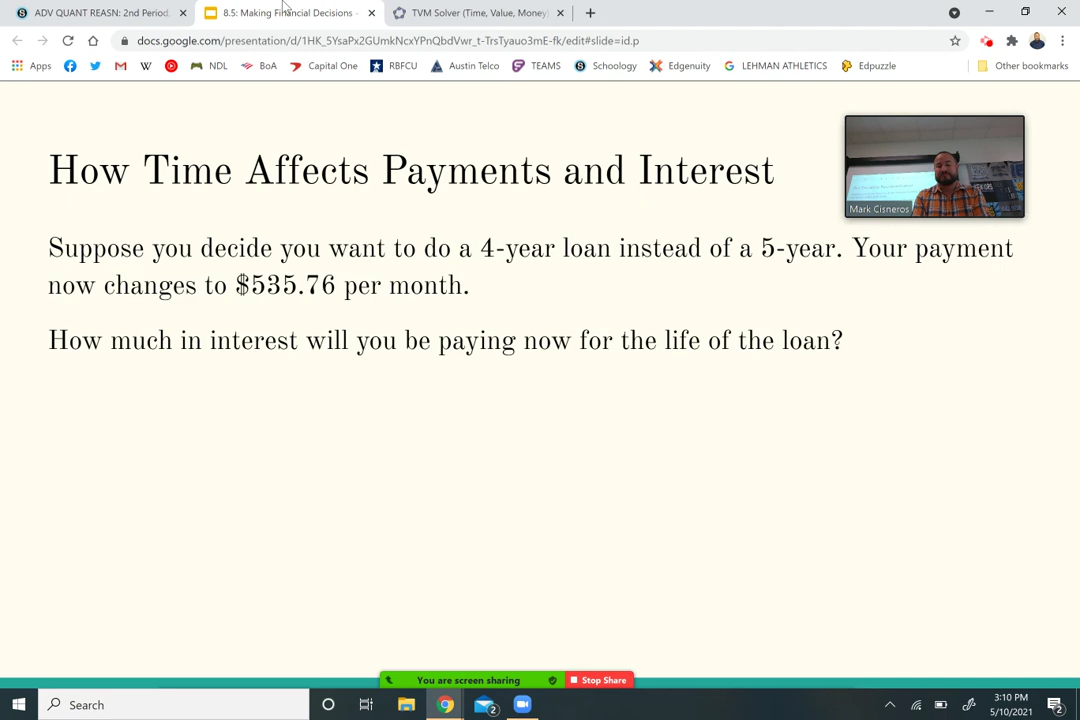 ADV QUANT REASN: 2nd Period,
8.5: Making Financial Decisions -
TVM Solver (Time, Value, Money)
docs.google.com/presentation/d/1HK_5YsaPx2GUmkNcxYPnQbdVwr_t-TrsTyauo3mE-fk/edit#slide=id.p
Apps
NDL
BoA
Capital One
RBFCU
Austin Telco
TEAMS
Schoology
Edgenuity
LEHMAN ATHLETICS
Edpuzzle
Other bookmarks
How Time Affects Payments and Interest
Mark Cisneros
Suppose you decide you want to do a 4-year loan instead of a 5-year. Your payment
now changes to $535.76 per month.
How much in interest will you be paying now for the life of the loan?
You are screen sharing
Stop Share
Search
2
3:10 PM
5/10/2021
2